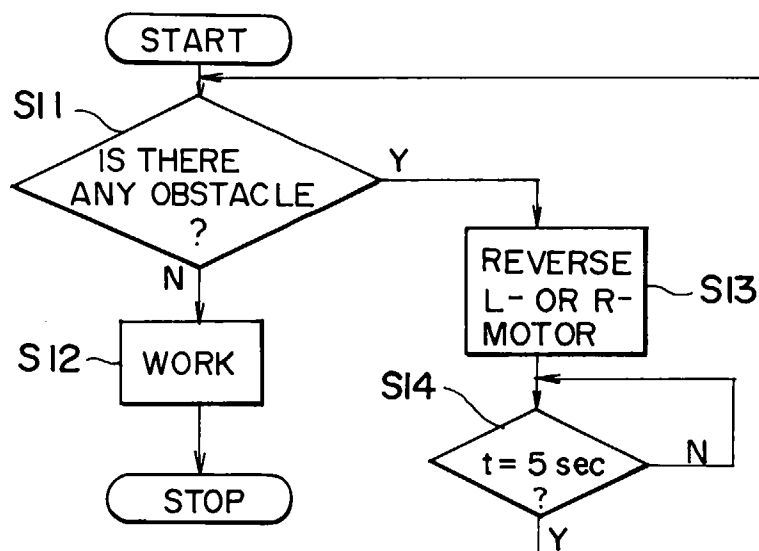 START
S11
IS THERE
ANY OBSTACLE
?
Y
N
REVERSE
L- OR R-
MOTOR
S13
S12
WORK
S14
t = 5 sec
?
N
Y
STOP